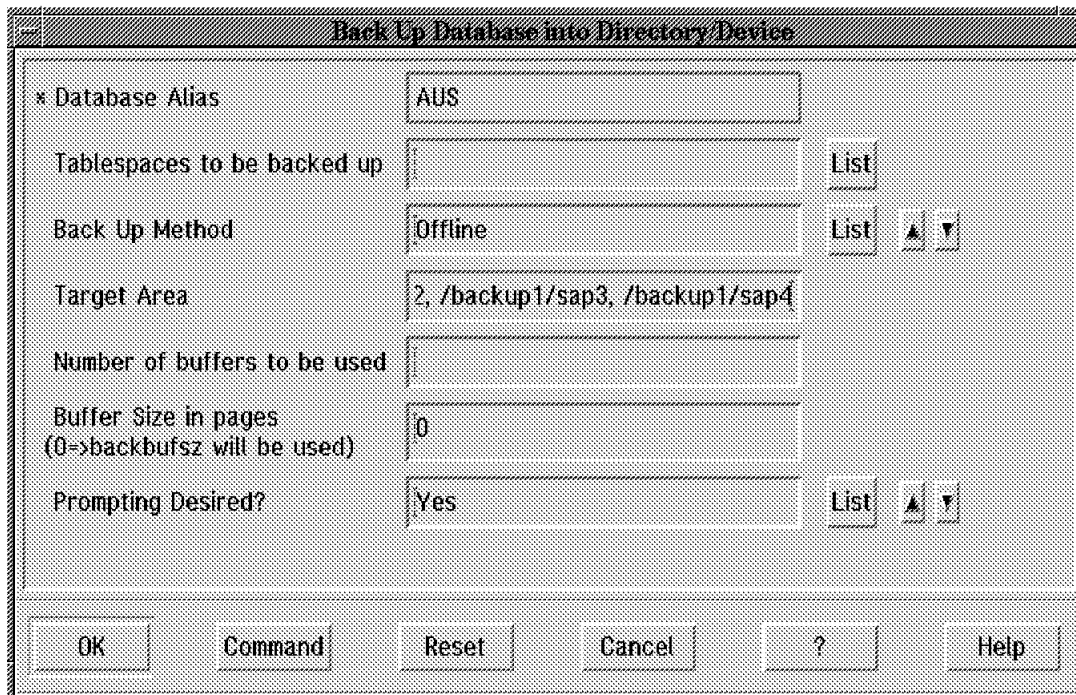 Back Up Database into Directory/Device
* Database Alias AUS
Tablespaces to be backed up List
Back Up Method Offline List ▲ ▼
Target Area 2, /backup1/sap3, /backup1/sap4
Number of buffers to be used
Buffer Size in pages
(0=>backbufsz will be used) 0
Prompting Desired? Yes List ▲ ▼
OK Command Reset Cancel ? Help